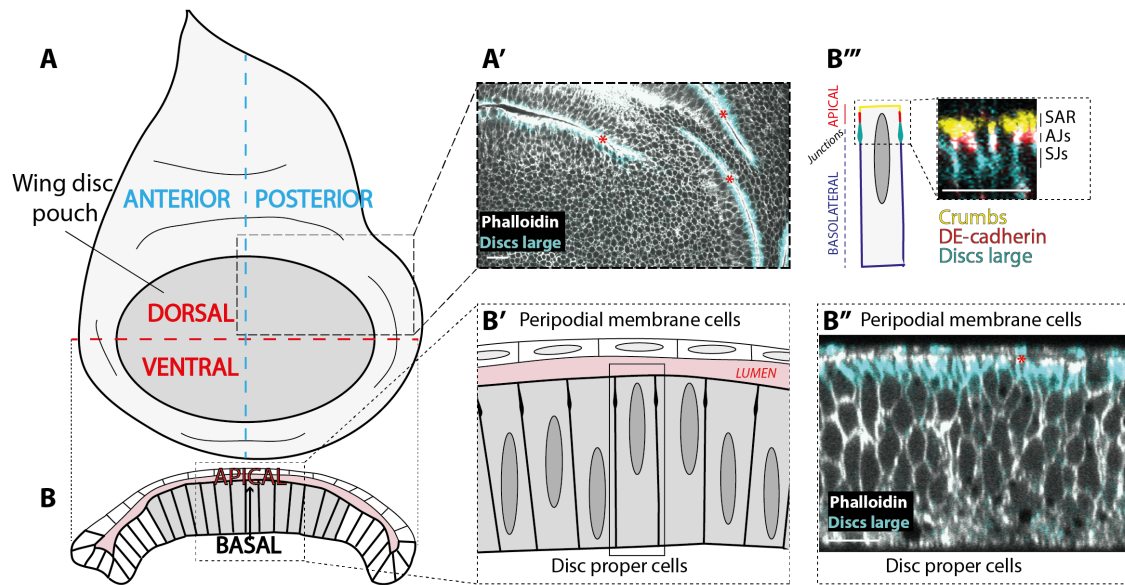 A
Wing disc
pouch
ANTERIOR
POSTERIOR
DORSAL
VENTRAL
A'
*
*
*
Phalloidin
Discs large
B'''
APICAL
Junctions
BASOLATERAL
SAR
AJs
SJs
Crumbs
DE-cadherin
Discs large
B
APICAL
BASAL
B'
Peripodial membrane cells
LUMEN
Disc proper cells
B''
Peripodial membrane cells
*
Phalloidin
Discs large
Disc proper cells